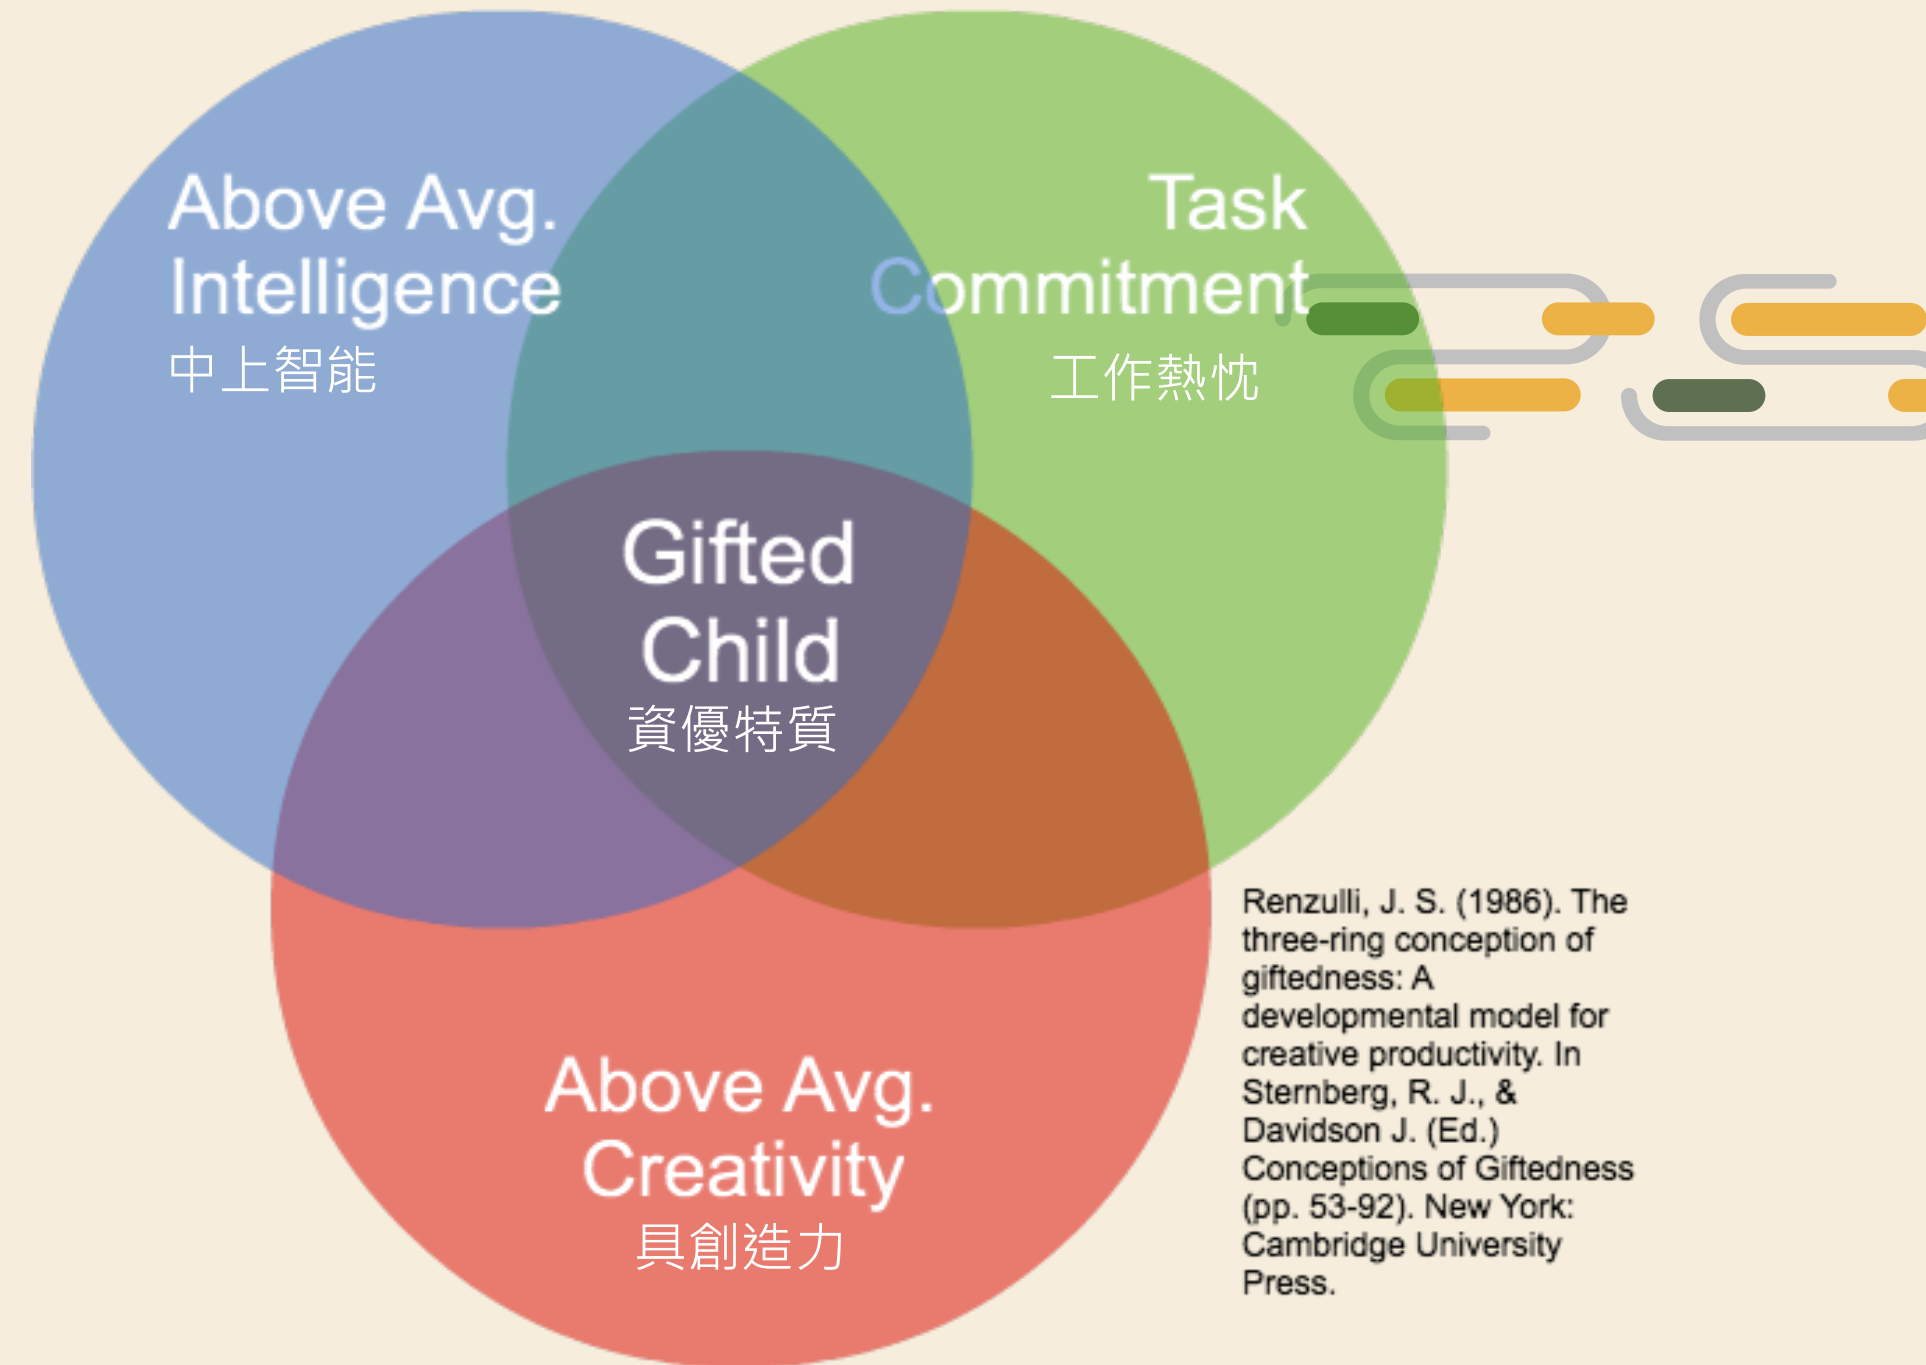 Above Avg.
Intelligence
中上智能
Task
Commitment
工作熱忱
Gifted
Child
資優特質
Above Avg.
Creativity
具創造力
Renzulli, J. S. (1986). The
three-ring conception of
giftedness: A
developmental model for
creative productivity. In
Sternberg, R. J., &
Davidson J. (Ed.)
Conceptions of Giftedness
(pp. 53-92). New York:
Cambridge University
Press.